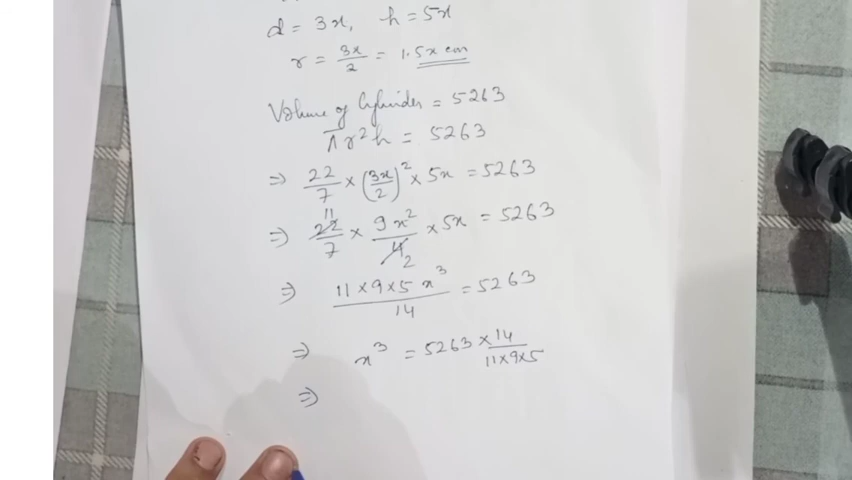 d = 3x, h = 5x
r = 3x/2 = 1.5x cm
Volume of Cylinder = 5263
πr²h = 5263
⇒ 22/7 × (3x/2)² × 5x = 5263
⇒ 22/7 × 9x²/4 × 5x = 5263 (11, 2)
⇒ 11×9×5 x³/14 = 5263
⇒ x³ = 5263 × 14/11×9×5
⇒